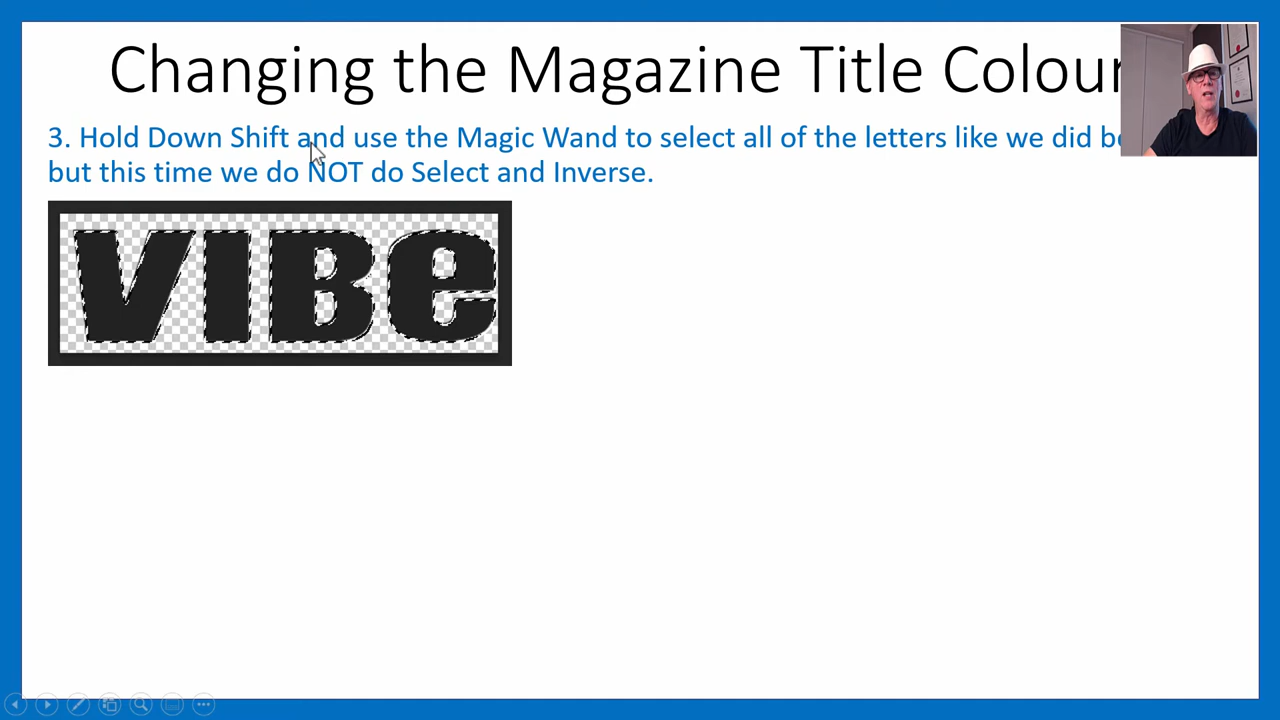 Changing the Magazine Title Colour
3. Hold Down Shift and use the Magic Wand to select all of the letters like we did
but this time we do NOT do Select and Inverse.
VIBe